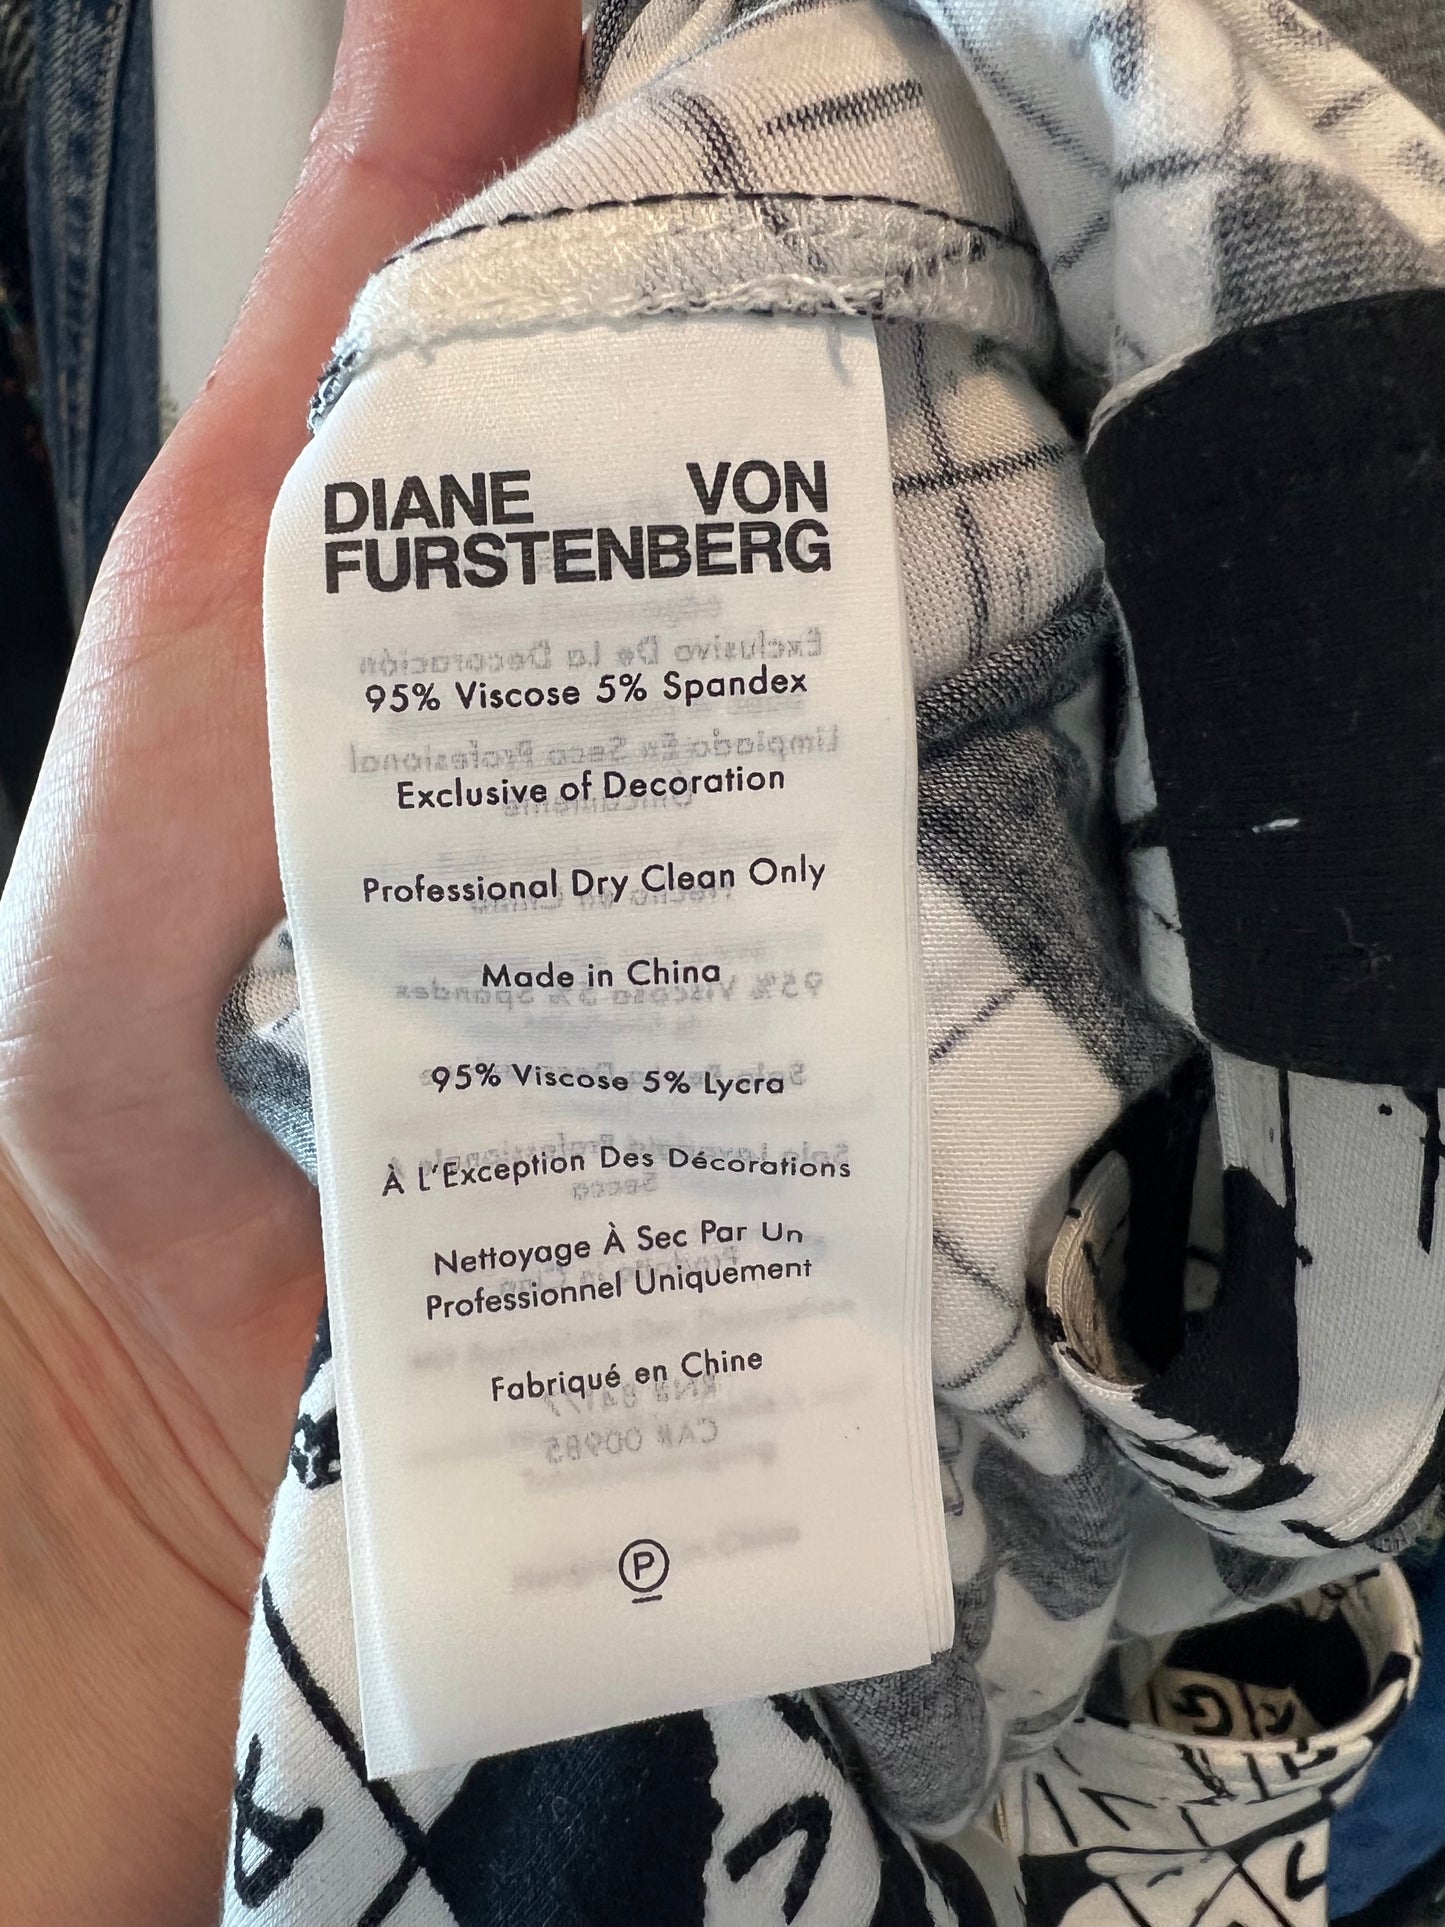 DIANE VON
FURSTENBERG
95% Viscose 5% Spandex
Exclusive of Decoration
Professional Dry Clean Only
Made in China
95% Viscose 5% Lycra
À L'Exception Des Décorations
Nettoyage À Sec Par Un
Professionnel Uniquement
Fabriqué en Chine
P